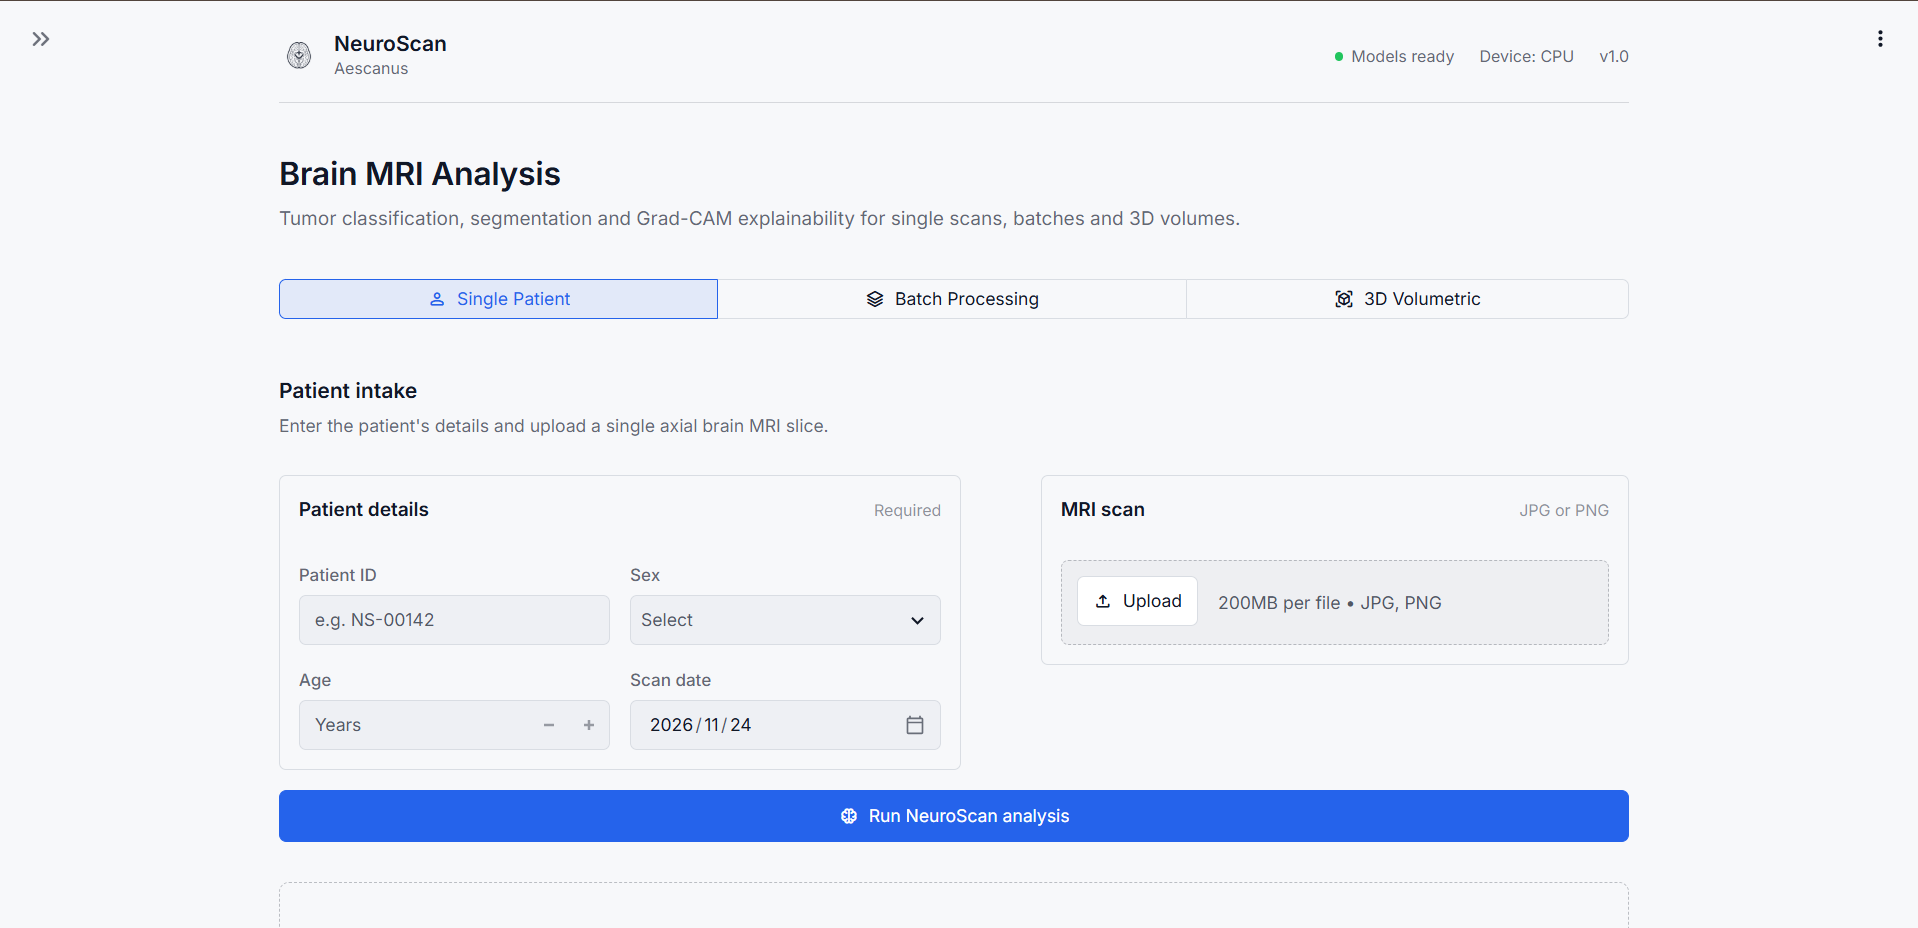 NeuroScan
Aescanus
Models ready Device: CPU v1.0
Brain MRI Analysis
Tumor classification, segmentation and Grad-CAM explainability for single scans, batches and 3D volumes.
Single Patient Batch Processing 3D Volumetric
Patient intake
Enter the patient's details and upload a single axial brain MRI slice.
Patient details Required
Patient ID Sex
e.g. NS-00142 Select
Age Scan date
Years 2026/11/24
MRI scan JPG or PNG
Upload 200MB per file • JPG, PNG
Run NeuroScan analysis